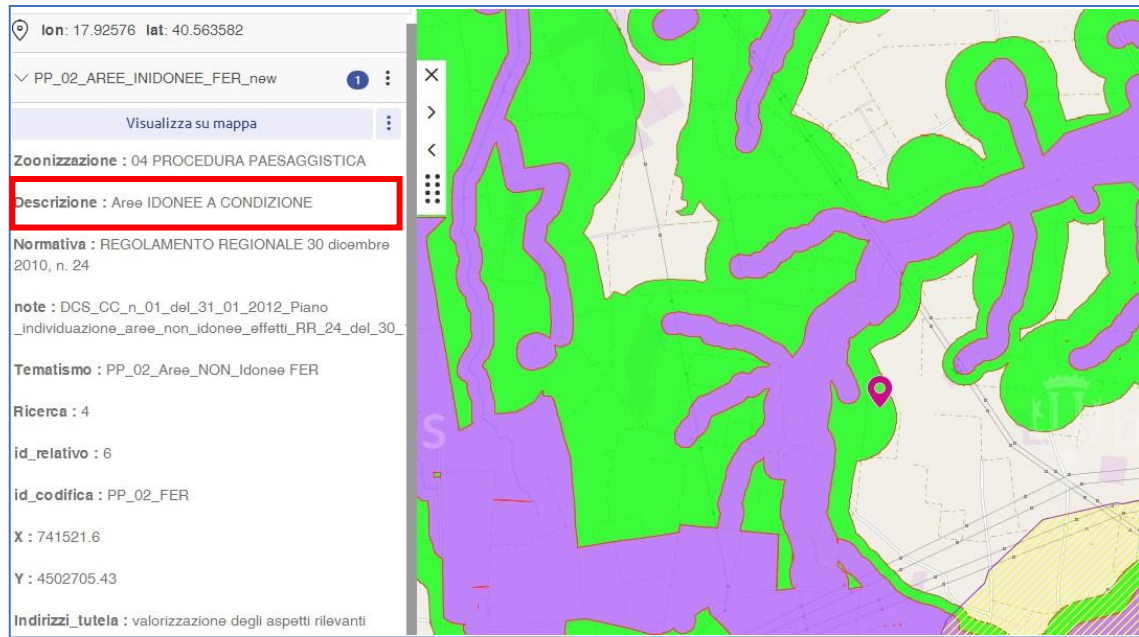 lon: 17.92576 lat: 40.563582
PP_02_AREE_INIDONEE_FER_new
1
Visualizza su mappa
Zoonizzazione : 04 PROCEDURA PAESAGGISTICA
Descrizione : Aree IDONEE A CONDIZIONE
Normativa : REGOLAMENTO REGIONALE 30 dicembre
2010, n. 24
note : DCS_CC_n_01_del_31_01_2012_Piano
_individuazione_aree_non_idonee_effetti_RR_24_del_30_
Tematismo : PP_02_Aree_NON_Idonee FER
Ricerca : 4
id_relativo : 6
id_codifica : PP_02_FER
X : 741521.6
Y : 4502705.43
Indirizzi_tutela : valorizzazione degli aspetti rilevanti